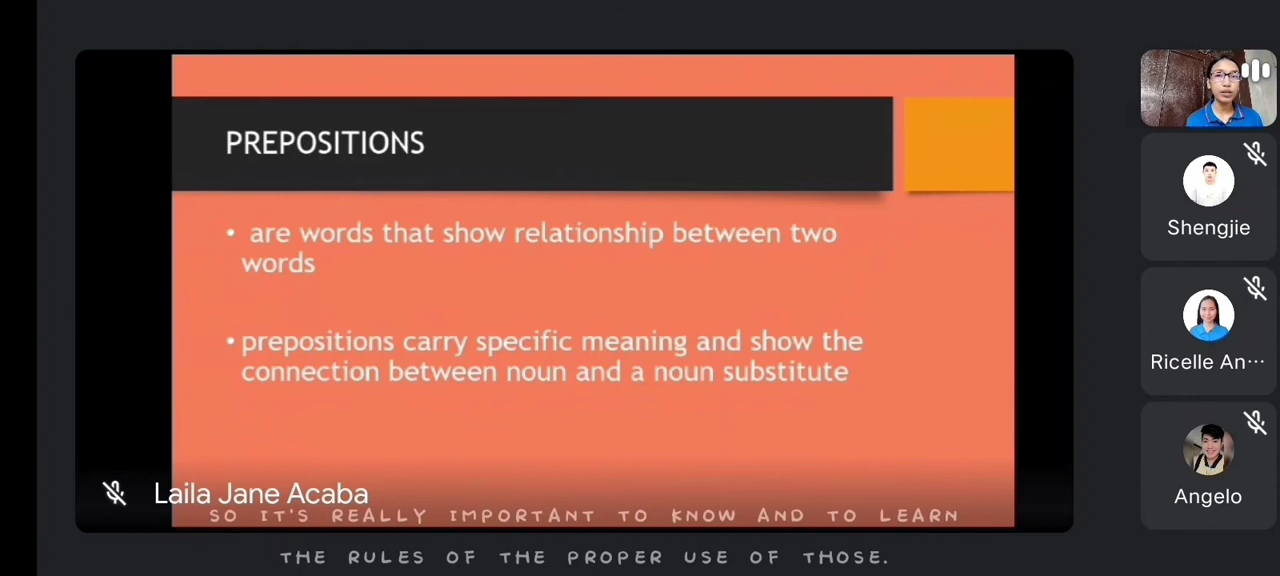 PREPOSITIONS
• are words that show relationship between two
words
• prepositions carry specific meaning and show the
connection between noun and a noun substitute
Laila Jane Acaba
SO IT'S REALLY IMPORTANT TO KNOW AND TO LEARN
THE RULES OF THE PROPER USE OF THOSE.
Shengjie
Ricelle An···
Angelo